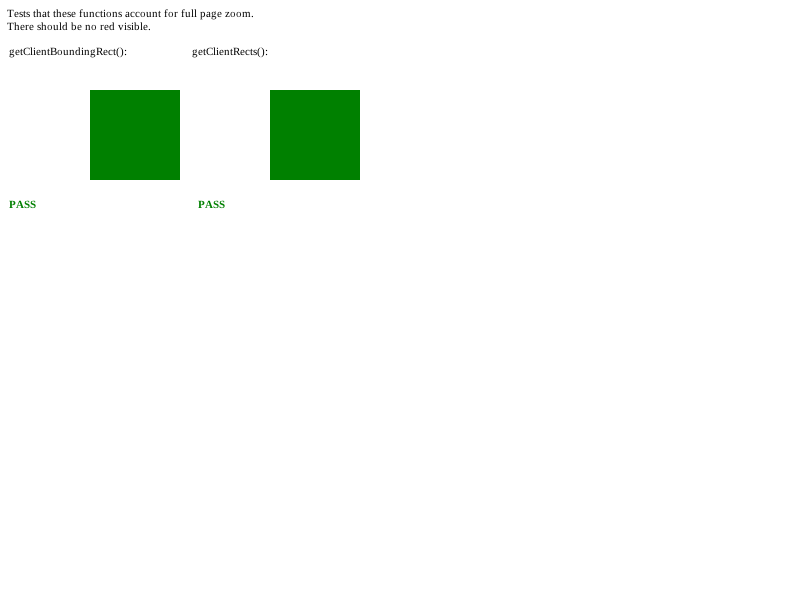 Tests that these functions account for full page zoom.
There should be no red visible.
getClientBoundingRect(): getClientRects():
PASS PASS